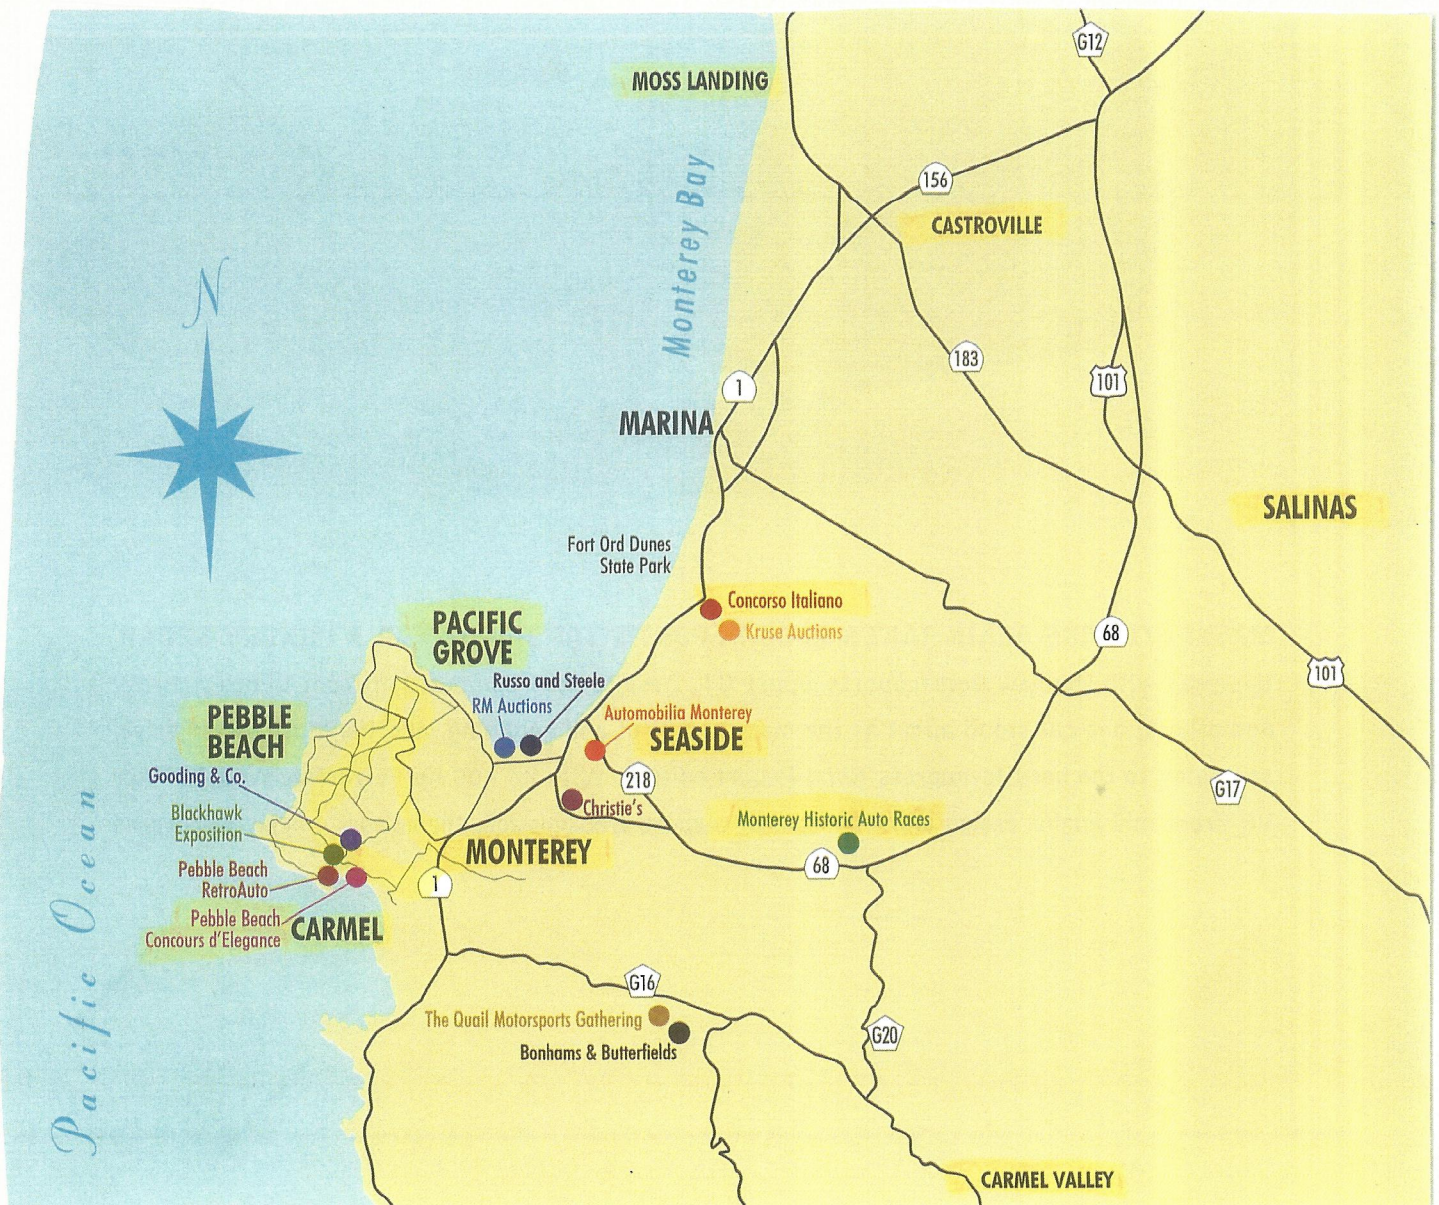 G12
MOSS LANDING
Monterey Bay
156
CASTROVILLE
N
183
1
101
MARINA
SALINAS
Fort Ord Dunes
State Park
Concorso Italiano
Kruse Auctions
PACIFIC
GROVE
68
101
Russo and Steele
RM Auctions
Automobilia Monterey
SEASIDE
PEBBLE
BEACH
Gooding & Co.
218
G17
Christie's
Blackhawk
Exposition
Monterey Historic Auto Races
MONTEREY
68
Pebble Beach
RetroAuto
1
Pebble Beach
Concours d'Elegance
CARMEL
Pacific Ocean
G16
The Quail Motorsports Gathering
G20
Bonhams & Butterfields
CARMEL VALLEY